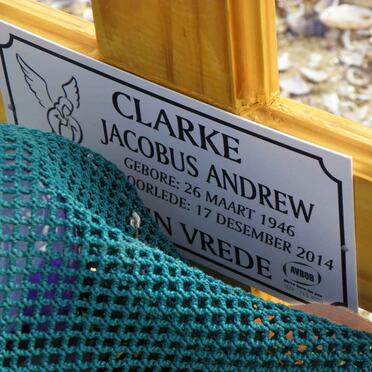 CLARKE
JACOBUS ANDREW
GEBORE: 26 MAART 1946
OORLEDE: 17 DESEMBER 2014
N VREDE
AVBOB